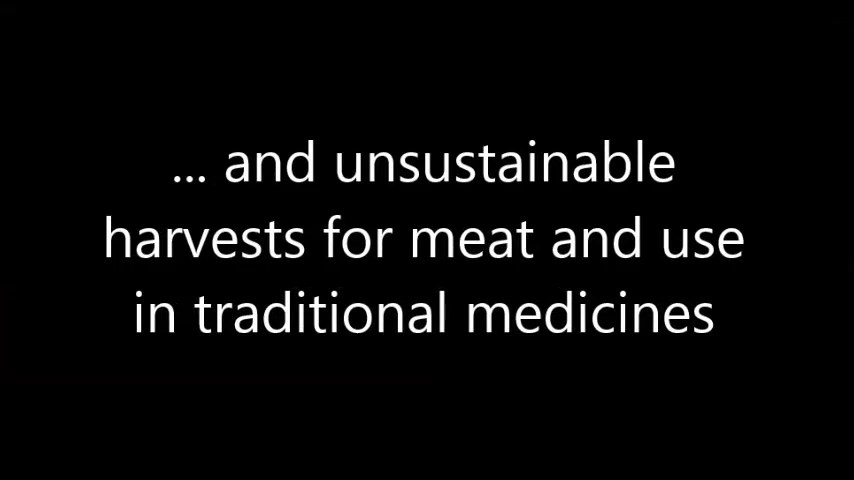 ... and unsustainable
harvests for meat and use
in traditional medicines